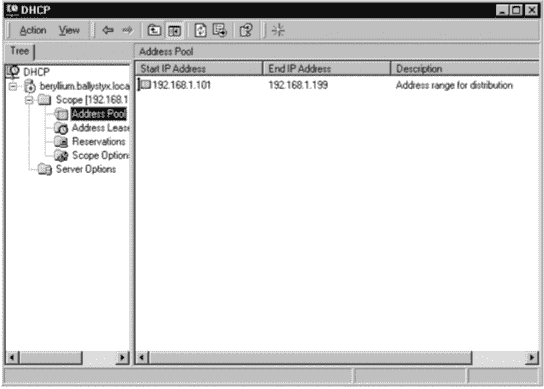 DHCP
Action View
Tree
Address Pool
Start IP Address End IP Address Description
192.168.1.101 192.168.1.199 Address range for distribution
DHCP
beryllium.ballystyx.loca
Scope [192.168.1
Address Pool
Address Lease
Reservations
Scope Option
Server Options